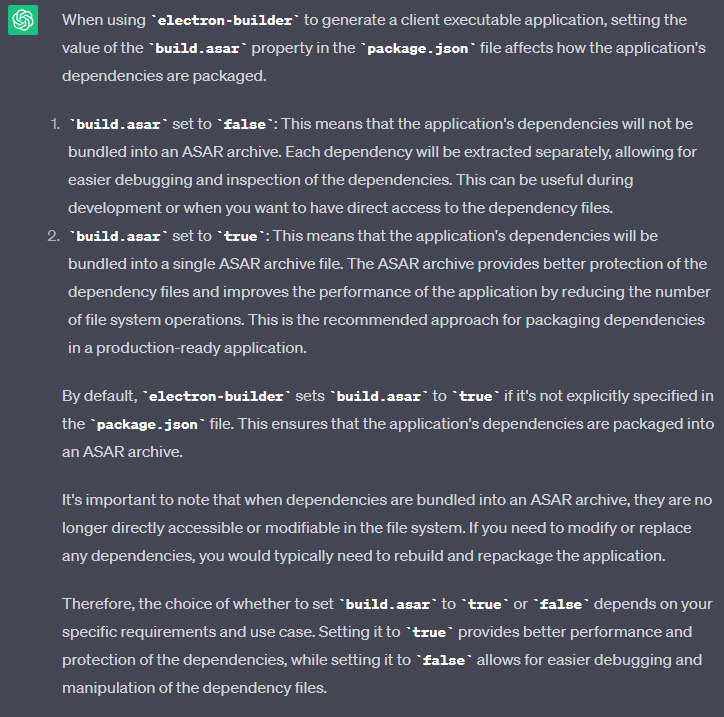 When using `electron-builder` to generate a client executable application, setting the
value of the `build.asar` property in the `package.json` file affects how the application's
dependencies are packaged.
1. `build.asar` set to `false`: This means that the application's dependencies will not be
bundled into an ASAR archive. Each dependency will be extracted separately, allowing for
easier debugging and inspection of the dependencies. This can be useful during
development or when you want to have direct access to the dependency files.
2. `build.asar` set to `true`: This means that the application's dependencies will be
bundled into a single ASAR archive file. The ASAR archive provides better protection of the
dependency files and improves the performance of the application by reducing the number
of file system operations. This is the recommended approach for packaging dependencies
in a production-ready application.
By default, `electron-builder` sets `build.asar` to `true` if it's not explicitly specified in
the `package.json` file. This ensures that the application's dependencies are packaged into
an ASAR archive.
It's important to note that when dependencies are bundled into an ASAR archive, they are no
longer directly accessible or modifiable in the file system. If you need to modify or replace
any dependencies, you would typically need to rebuild and repackage the application.
Therefore, the choice of whether to set `build.asar` to `true` or `false` depends on your
specific requirements and use case. Setting it to `true` provides better performance and
protection of the dependencies, while setting it to `false` allows for easier debugging and
manipulation of the dependency files.